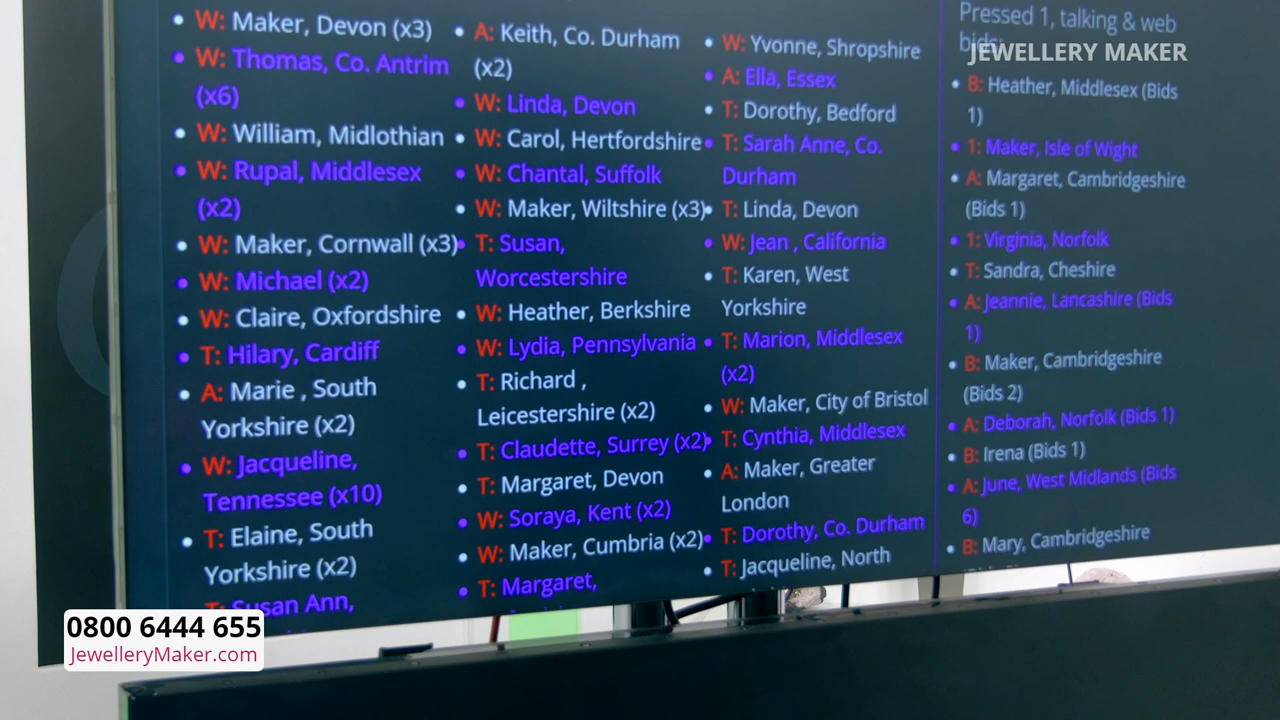 W: Maker, Devon (x3)
W: Thomas, Co. Antrim
(x6)
W: William, Midlothian
W: Rupal, Middlesex
(x2)
W: Maker, Cornwall (x3)
W: Michael (x2)
W: Claire, Oxfordshire
T: Hilary, Cardiff
A: Marie , South
Yorkshire (x2)
W: Jacqueline,
Tennessee (x10)
T: Elaine, South
Yorkshire (x2)
T: Susan Ann,
A: Keith, Co. Durham
(x2)
W: Linda, Devon
W: Carol, Hertfordshire
W: Chantal, Suffolk
W: Maker, Wiltshire (x3)
T: Susan,
Worcestershire
W: Heather, Berkshire
W: Lydia, Pennsylvania
T: Richard ,
Leicestershire (x2)
T: Claudette, Surrey (x2)
T: Margaret, Devon
W: Soraya, Kent (x2)
W: Maker, Cumbria (x2)
T: Margaret,
W: Yvonne, Shropshire
A: Ella, Essex
T: Dorothy, Bedford
T: Sarah Anne, Co.
Durham
T: Linda, Devon
W: Jean , California
T: Karen, West
Yorkshire
T: Marion, Middlesex
(x2)
W: Maker, City of Bristol
T: Cynthia, Middlesex
A: Maker, Greater
London
T: Dorothy, Co. Durham
T: Jacqueline, North
Pressed 1, talking & web
bids:
JEWELLERY MAKER
B: Heather, Middlesex (Bids
1)
1: Maker, Isle of Wight
A: Margaret, Cambridgeshire
(Bids 1)
1: Virginia, Norfolk
T: Sandra, Cheshire
A: Jeannie, Lancashire (Bids
1)
B: Maker, Cambridgeshire
(Bids 2)
A: Deborah, Norfolk (Bids 1)
B: Irena (Bids 1)
A: June, West Midlands (Bids
6)
B: Mary, Cambridgeshire
0800 6444 655
JewelleryMaker.com